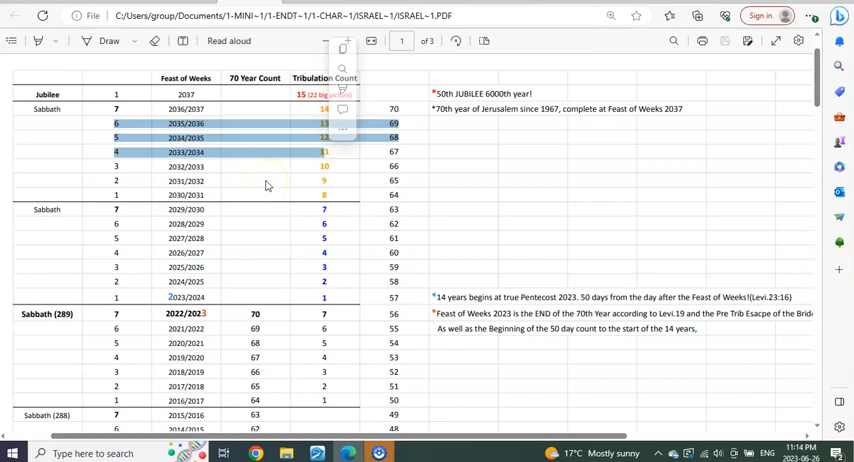 File C:/Users/group/Documents/1-MINI~1/1-ENDT~1/1-CHAR~1/ISRAEL~1/ISRAEL~1.PDF Sign in
Draw Read aloud 1 of 3
Feast of Weeks 70 Year Count Tribulation Count
Jubilee 1 2037 15 (22 big picture) *50th JUBILEE 6000th year!
Sabbath 7 2036/2037 14 70 *70th year of Jerusalem since 1967, complete at Feast of Weeks 2037
6 2035/2036 13 69
5 2034/2035 12 68
4 2033/2034 11 67
3 2032/2033 10 66
2 2031/2032 9 65
1 2030/2031 8 64
Sabbath 7 2029/2030 7 63
6 2028/2029 6 62
5 2027/2028 5 61
4 2026/2027 4 60
3 2025/2026 3 59
2 2024/2025 2 58
1 2023/2024 1 57 *14 years begins at true Pentecost 2023. 50 days from the day after the Feast of Weeks!(Levi.23:16)
Sabbath (289) 7 2022/2023 70 7 56 *Feast of Weeks 2023 is the END of the 70th Year according to Levi.19 and the Pre Trib Esacpe of the Bride
6 2021/2022 69 6 55 As well as the Beginning of the 50 day count to the start of the 14 years,
5 2020/2021 68 5 54
4 2019/2020 67 4 53
3 2018/2019 66 3 52
2 2017/2018 65 2 51
1 2016/2017 64 1 50
Sabbath (288) 7 2015/2016 63 49
6 2014/2015 62 48
Type here to search 17°C Mostly sunny ENG 11:14 PM
2023-06-26